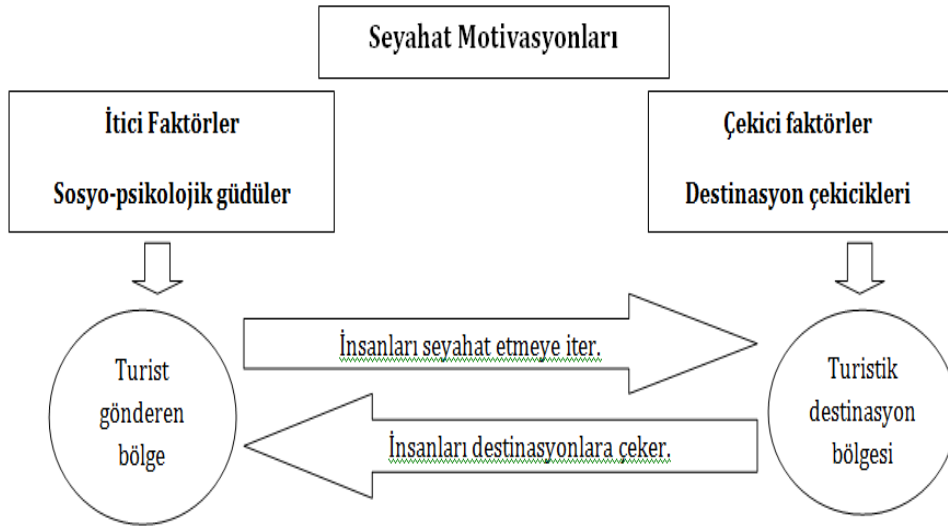 Seyahat Motivasyonları
İtici Faktörler
Sosyo-psikolojik güdüler
Çekici faktörler
Destinasyon çekicikleri
İnsanları seyahat etmeye iter.
Turist
gönderen
bölge
Turistik
destinasyon
bölgesi
İnsanları destinasyonlara çeker.